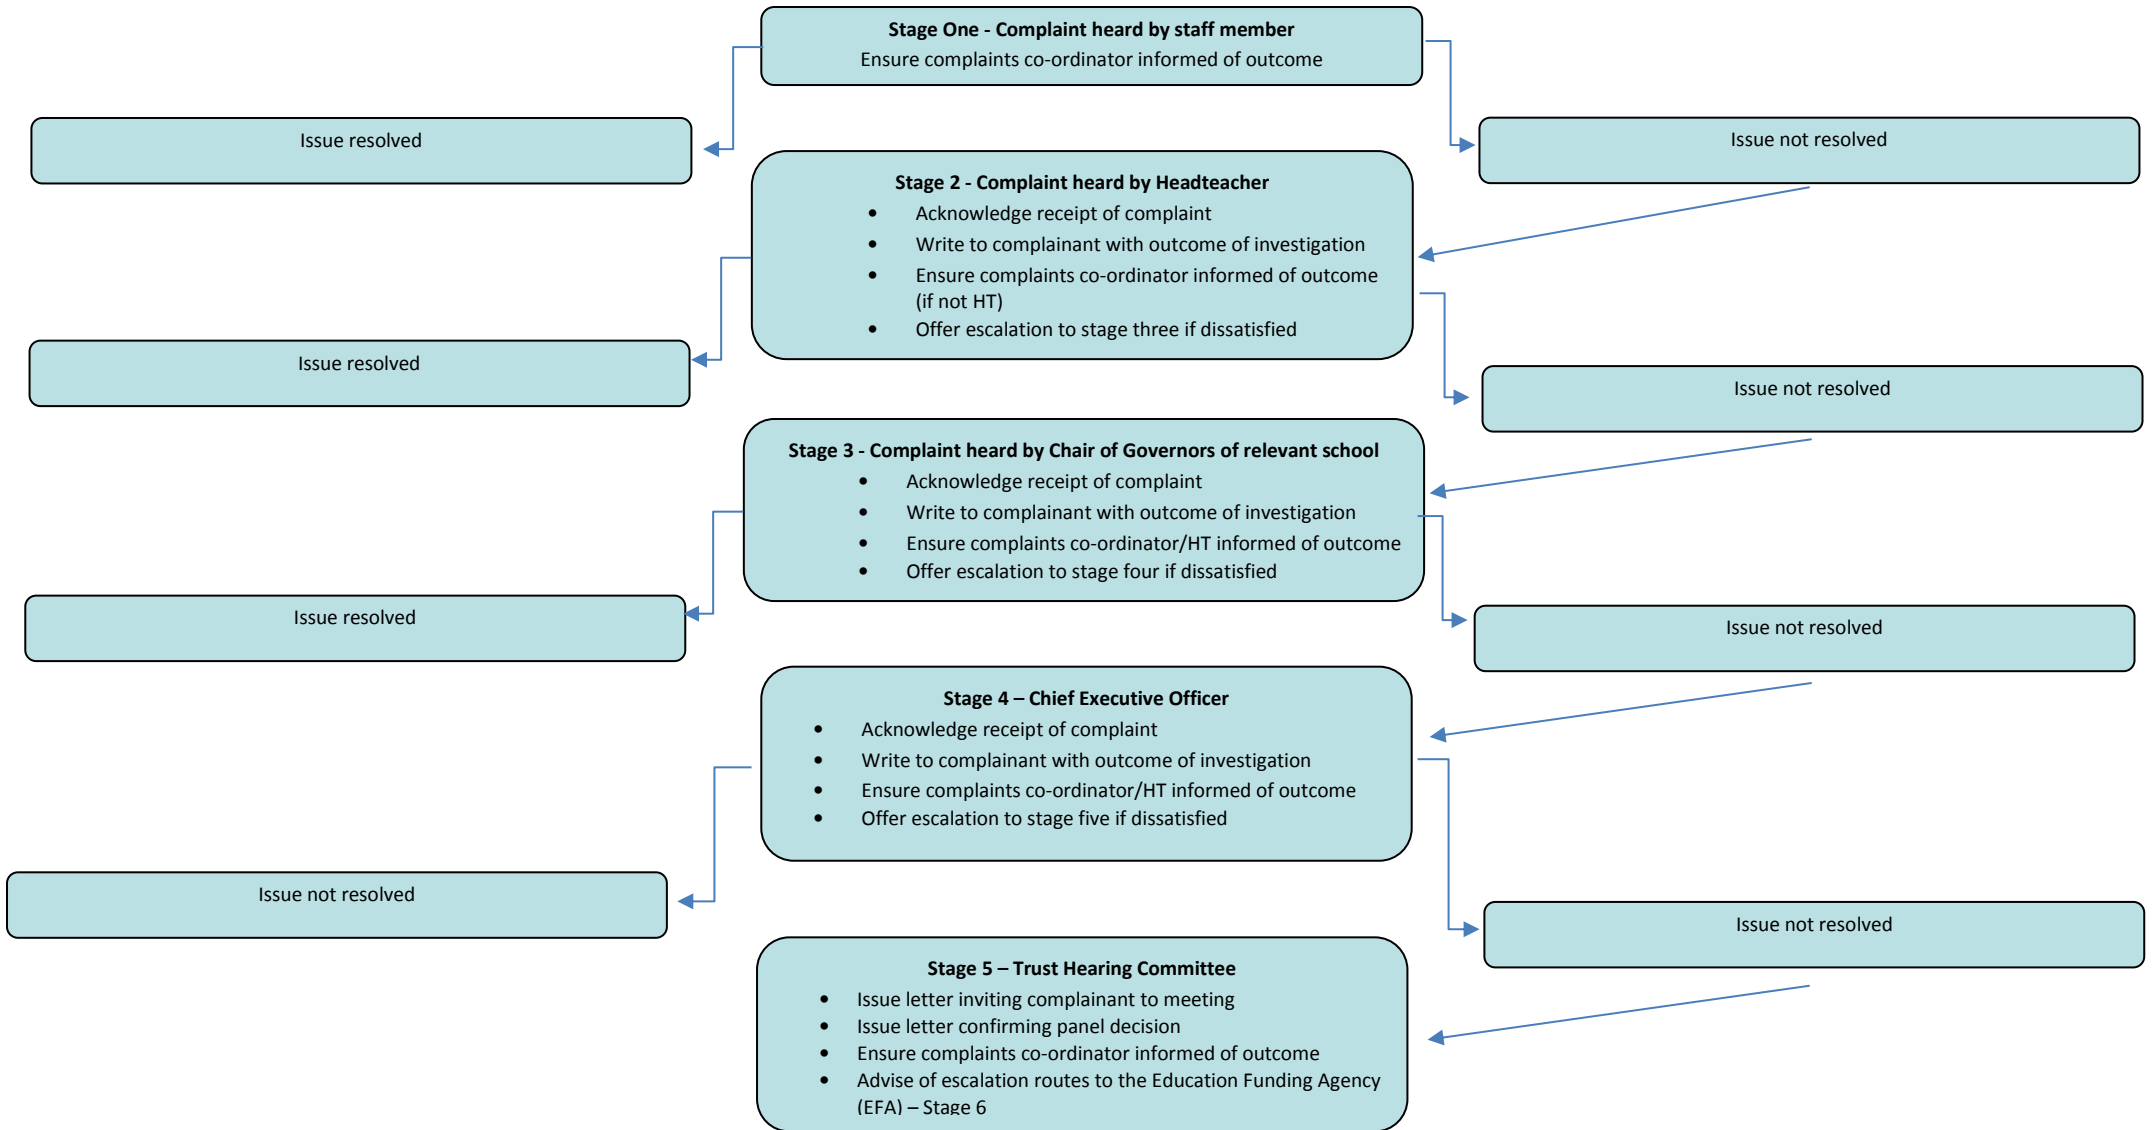 Stage One - Complaint heard by staff member
Ensure complaints co-ordinator informed of outcome
Issue resolved
Issue not resolved
Stage 2 - Complaint heard by Headteacher
• Acknowledge receipt of complaint
• Write to complainant with outcome of investigation
• Ensure complaints co-ordinator informed of outcome
(if not HT)
• Offer escalation to stage three if dissatisfied
Issue resolved
Issue not resolved
Stage 3 - Complaint heard by Chair of Governors of relevant school
• Acknowledge receipt of complaint
• Write to complainant with outcome of investigation
• Ensure complaints co-ordinator/HT informed of outcome
• Offer escalation to stage four if dissatisfied
Issue resolved
Issue not resolved
Stage 4 – Chief Executive Officer
• Acknowledge receipt of complaint
• Write to complainant with outcome of investigation
• Ensure complaints co-ordinator/HT informed of outcome
• Offer escalation to stage five if dissatisfied
Issue not resolved
Issue not resolved
Stage 5 – Trust Hearing Committee
• Issue letter inviting complainant to meeting
• Issue letter confirming panel decision
• Ensure complaints co-ordinator informed of outcome
• Advise of escalation routes to the Education Funding Agency
(EFA) – Stage 6